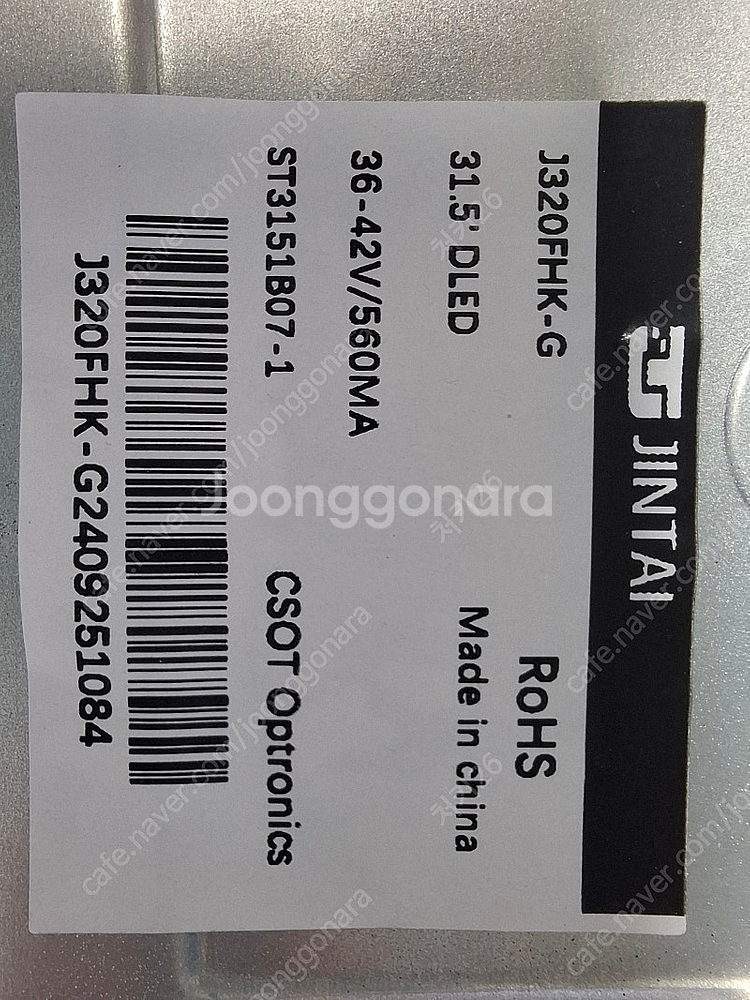 JINTAI
J320FHK-G
RoHS
31.5' DLED
Made in china
36-42V/560MA
ST3151B07-1
CSOT Optronics
J320FHK-G2409251084
Joonggonara
cafe.naver.com/joonggonara